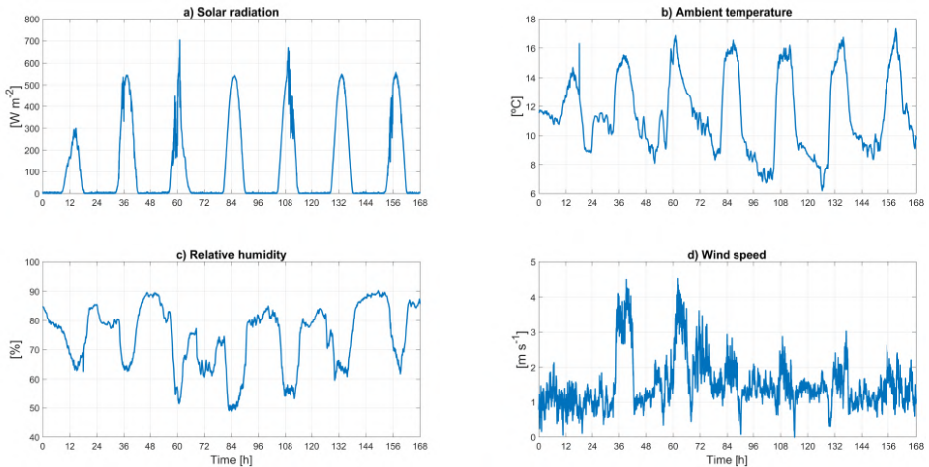 a) Solar radiation
[W m-2]
800
700
600
500
400
300
200
100
0
0 12 24 36 48 60 72 84 96 106 120 132 144 156 168
b) Ambient temperature
[ºC]
18
16
14
12
10
8
6
0 12 24 36 48 60 72 84 96 106 120 132 144 156 168
c) Relative humidity
[%]
100
90
80
70
60
50
40
0 12 24 36 48 60 72 84 96 106 120 132 144 156 168
Time [h]
d) Wind speed
[m s-1]
5
4
3
2
1
0
0 12 24 36 48 60 72 84 96 106 120 132 144 156 168
Time [h]